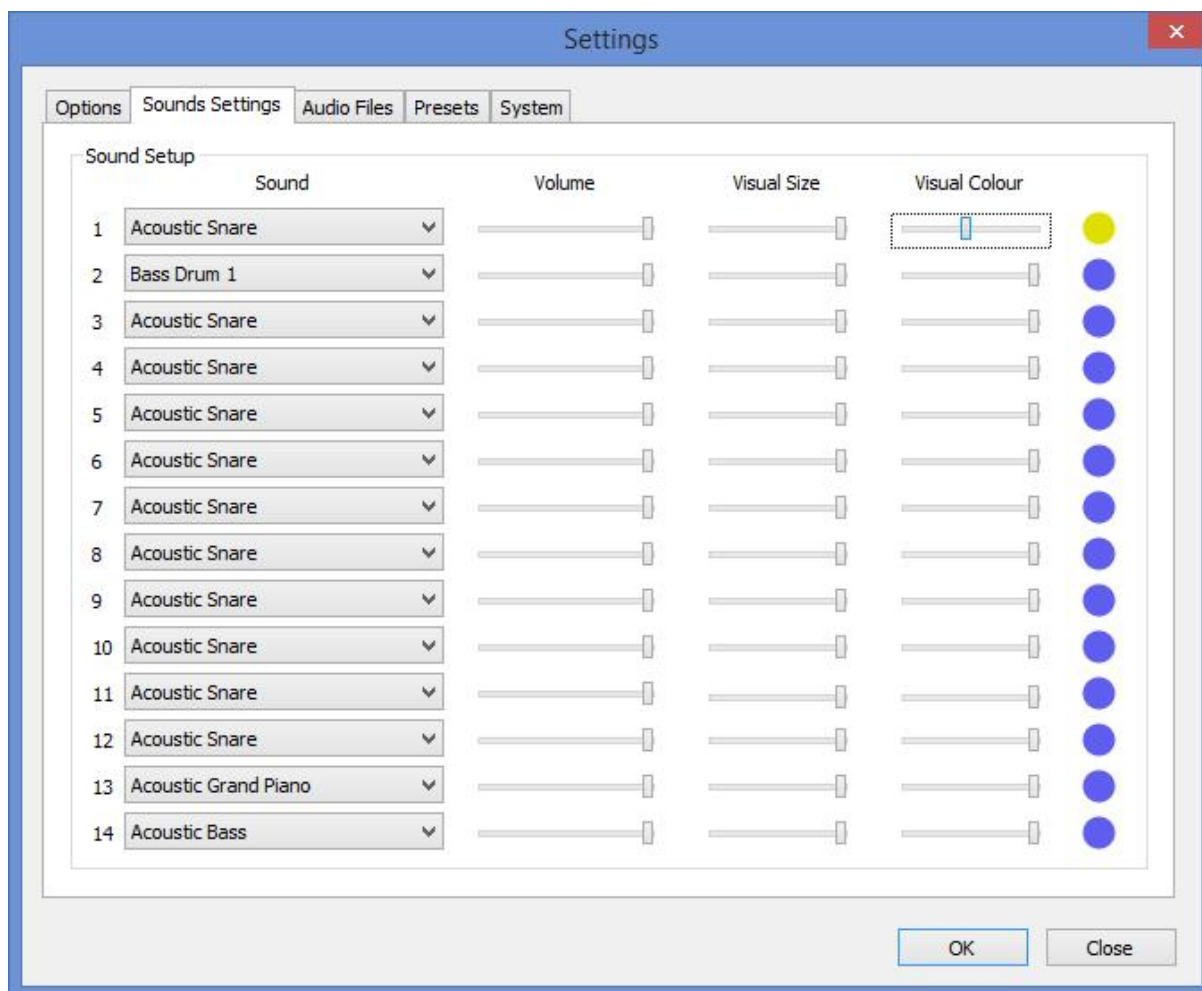 Settings
Options Sounds Settings Audio Files Presets System
Sound Setup
Sound Volume Visual Size Visual Colour
1 Acoustic Snare
2 Bass Drum 1
3 Acoustic Snare
4 Acoustic Snare
5 Acoustic Snare
6 Acoustic Snare
7 Acoustic Snare
8 Acoustic Snare
9 Acoustic Snare
10 Acoustic Snare
11 Acoustic Snare
12 Acoustic Snare
13 Acoustic Grand Piano
14 Acoustic Bass
OK Close